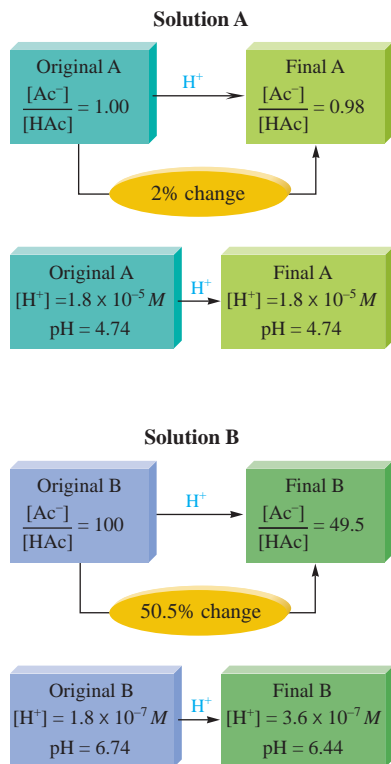 Solution A
Original A
[Ac⁻]/[HAc] = 1.00
H⁺
Final A
[Ac⁻]/[HAc] = 0.98
2% change
Original A
[H⁺] =1.8 × 10⁻⁵ M
pH = 4.74
H⁺
Final A
[H⁺] =1.8 × 10⁻⁵ M
pH = 4.74
Solution B
Original B
[Ac⁻]/[HAc] = 100
H⁺
Final B
[Ac⁻]/[HAc] = 49.5
50.5% change
Original B
[H⁺] = 1.8 × 10⁻⁷ M
pH = 6.74
H⁺
Final B
[H⁺] = 3.6 × 10⁻⁷ M
pH = 6.44